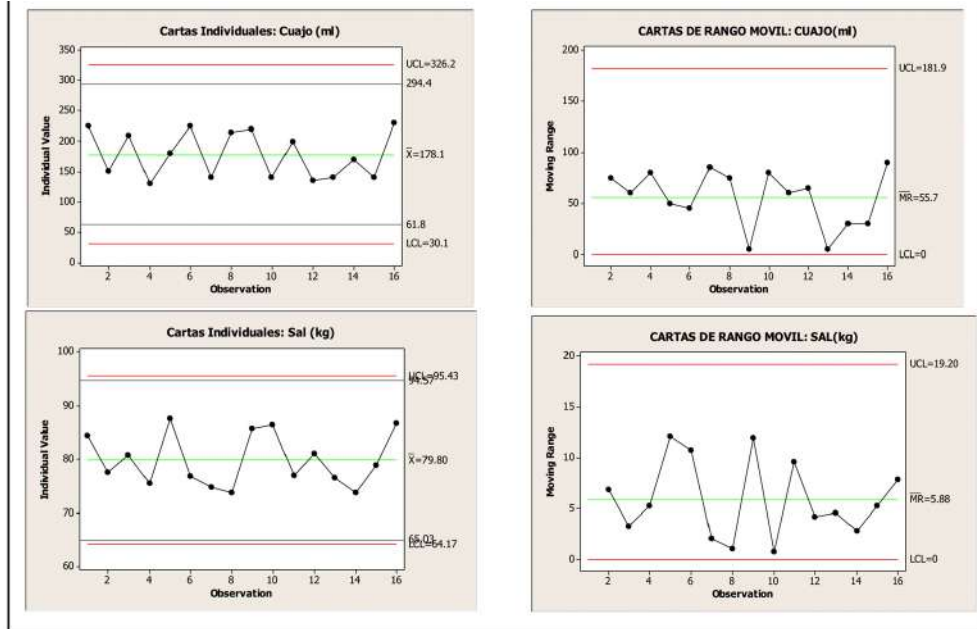 Cartas Individuales: Cuajo (ml)
350
300
250
200
150
100
50
0
Individual Value
UCL=326.2
294.4
X̄=178.1
61.8
LCL=30.1
2 4 6 8 10 12 14 16
Observation
CARTAS DE RANGO MOVIL: CUAJO(ml)
200
150
100
50
0
Moving Range
UCL=181.9
M̄R̄=55.7
LCL=0
2 4 6 8 10 12 14 16
Observation
Cartas Individuales: Sal (kg)
100
90
80
70
60
Individual Value
UCL=95.43
94.57
X̄=79.80
65.03
LCL=64.17
2 4 6 8 10 12 14 16
Observation
CARTAS DE RANGO MOVIL: SAL(kg)
20
15
10
5
0
Moving Range
UCL=19.20
M̄R̄=5.88
LCL=0
2 4 6 8 10 12 14 16
Observation